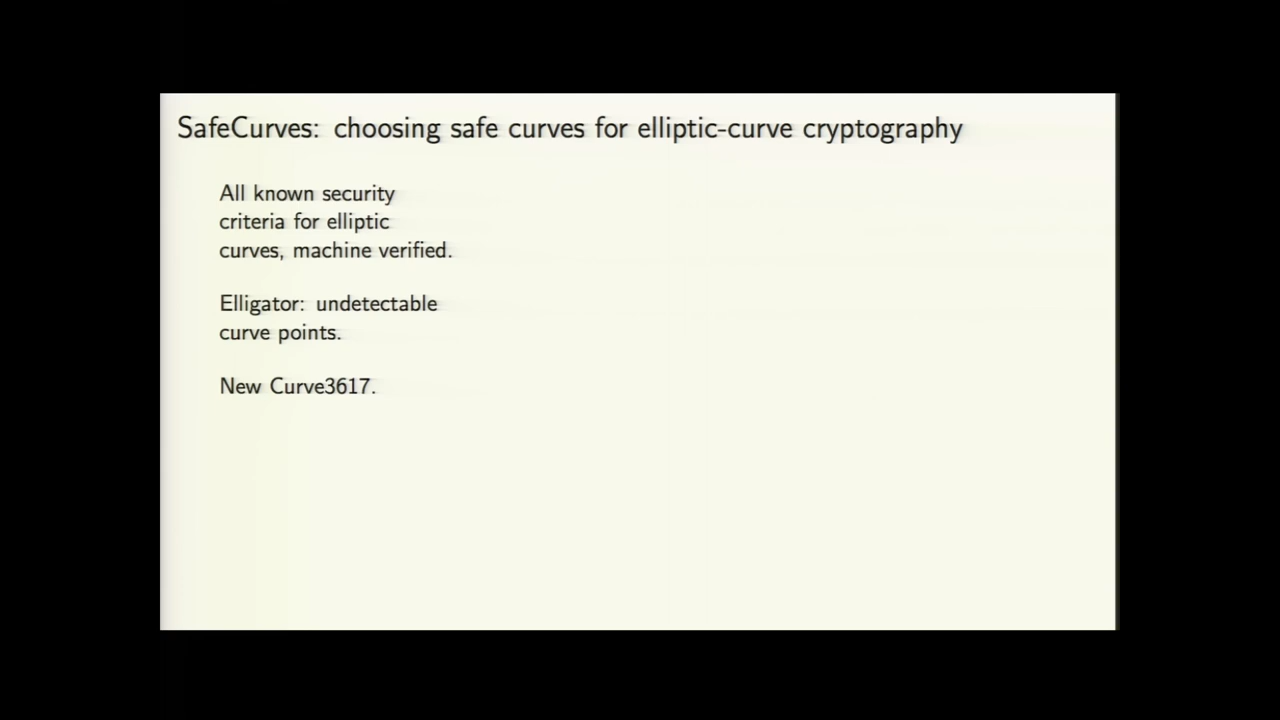 SafeCurves: choosing safe curves for elliptic-curve cryptography
All known security
criteria for elliptic
curves, machine verified.
Elligator: undetectable
curve points.
New Curve3617.